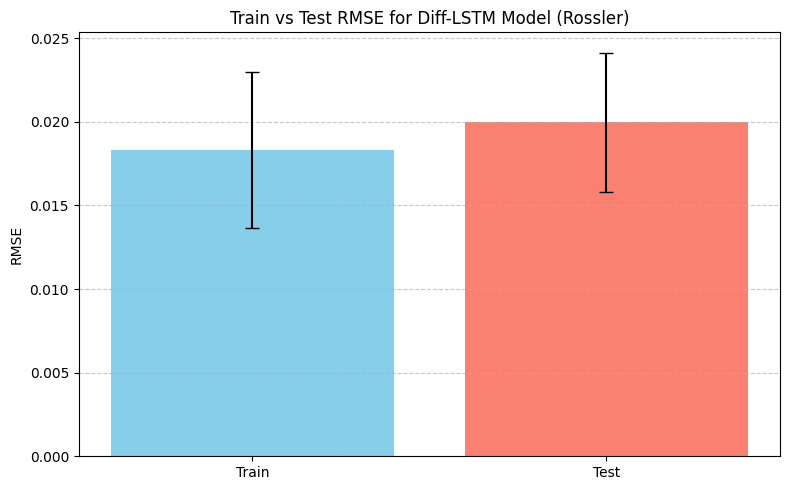 Train vs Test RMSE for Diff-LSTM Model (Rossler)
0.025
0.020
0.015
0.010
0.005
0.000
RMSE
Train
Test